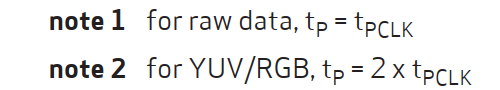 note 1 for raw data, tP = tPCLK
note 2 for YUV/RGB, tP = 2 x tPCLK